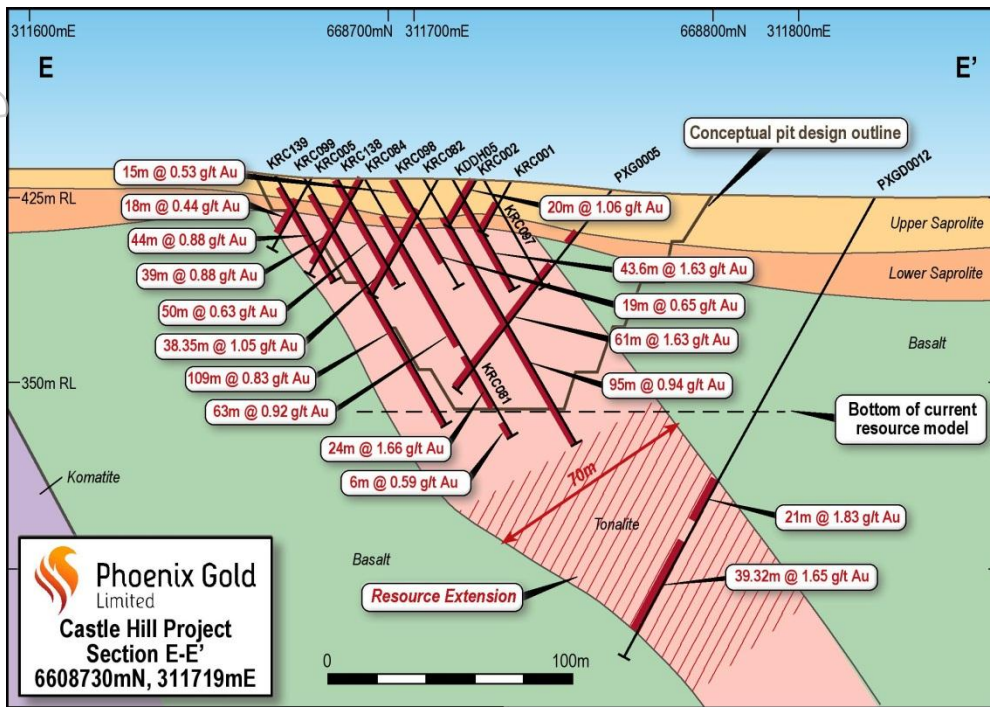 311600mE
668700mN
311700mE
668800mN
311800mE
E
E'
KRC139
KRC099
KRC005
KRC138
KRC084
KRC098
KRC082
KDDH05
KRC002
KRC001
PXG0005
PXGD0012
Conceptual pit design outline
15m @ 0.53 g/t Au
425m RL
18m @ 0.44 g/t Au
20m @ 1.06 g/t Au
Upper Saprolite
KRC097
44m @ 0.88 g/t Au
43.6m @ 1.63 g/t Au
Lower Saprolite
39m @ 0.88 g/t Au
19m @ 0.65 g/t Au
50m @ 0.63 g/t Au
61m @ 1.63 g/t Au
Basalt
38.35m @ 1.05 g/t Au
350m RL
109m @ 0.83 g/t Au
KRC081
95m @ 0.94 g/t Au
63m @ 0.92 g/t Au
Bottom of current
resource model
24m @ 1.66 g/t Au
Komatite
6m @ 0.59 g/t Au
70m
Tonalite
21m @ 1.83 g/t Au
Basalt
39.32m @ 1.65 g/t Au
Resource Extension
Phoenix Gold
Limited
Castle Hill Project
Section E-E'
6608730mN, 311719mE
0
100m